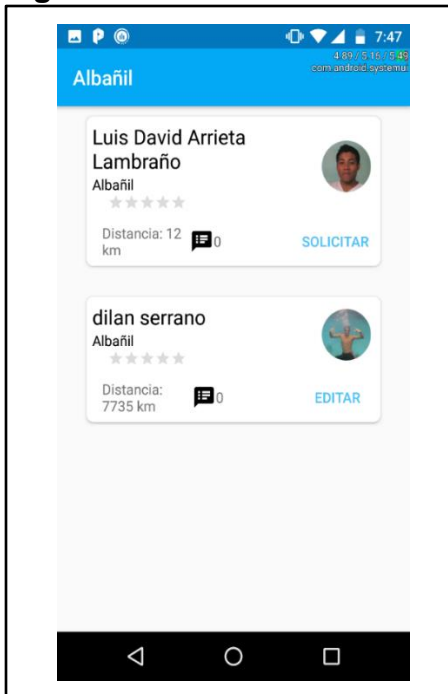 7:47
4.89 / 5.16 / 5.49
com.android.systemui
Albañil
Luis David Arrieta
Lambraño
Albañil
Distancia: 12
km
0
SOLICITAR
dilan serrano
Albañil
Distancia:
7735 km
0
EDITAR